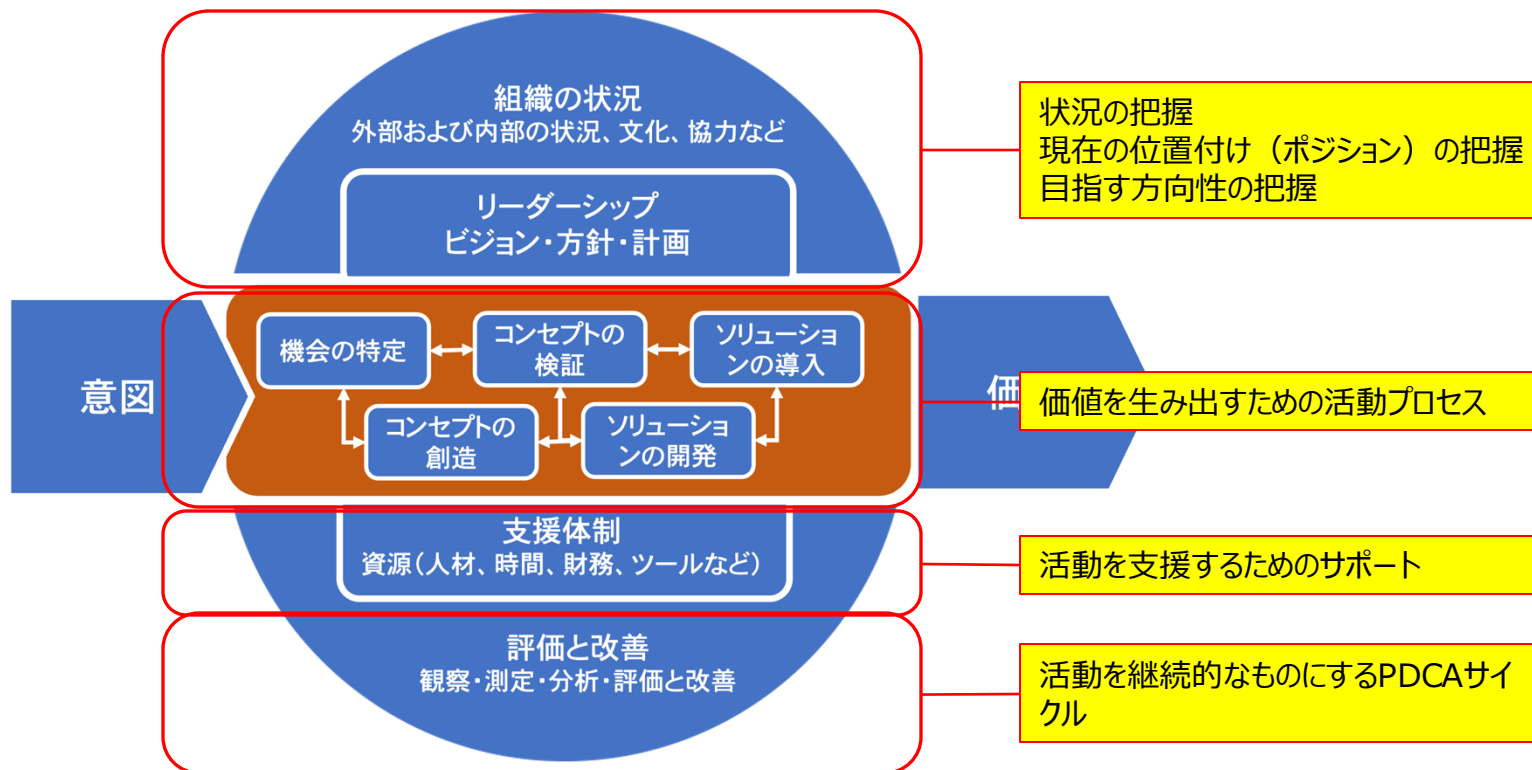 組織の状況
外部および内部の状況、文化、協力など
リーダーシップ
ビジョン・方針・計画
状況の把握
現在の位置付け（ポジション）の把握
目指す方向性の把握
意図
機会の特定
コンセプトの
検証
ソリューショ
ンの導入
コンセプトの
創造
ソリューショ
ンの開発
価値を生み出すための活動プロセス
支援体制
資源（人材、時間、財務、ツールなど）
活動を支援するためのサポート
評価と改善
観察・測定・分析・評価と改善
活動を継続的なものにするPDCAサイ
クル